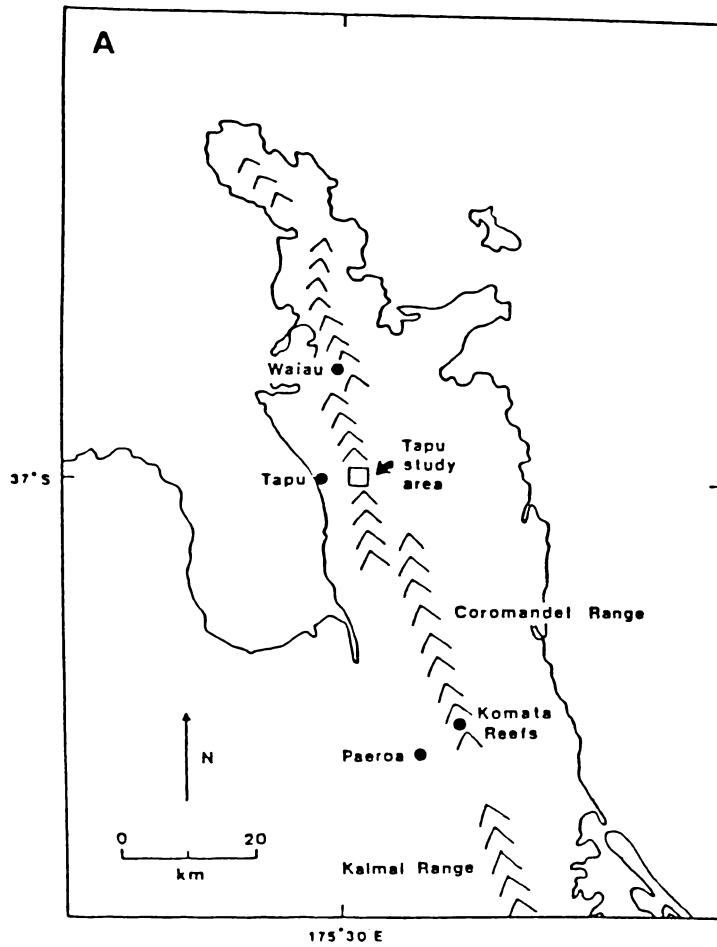 A
Waiau
Tapu
study
area
37°S
Tapu
Coromandel Range
Komata
Reefs
Paeroa
N
0 20
km
Kaimai Range
175°30'E